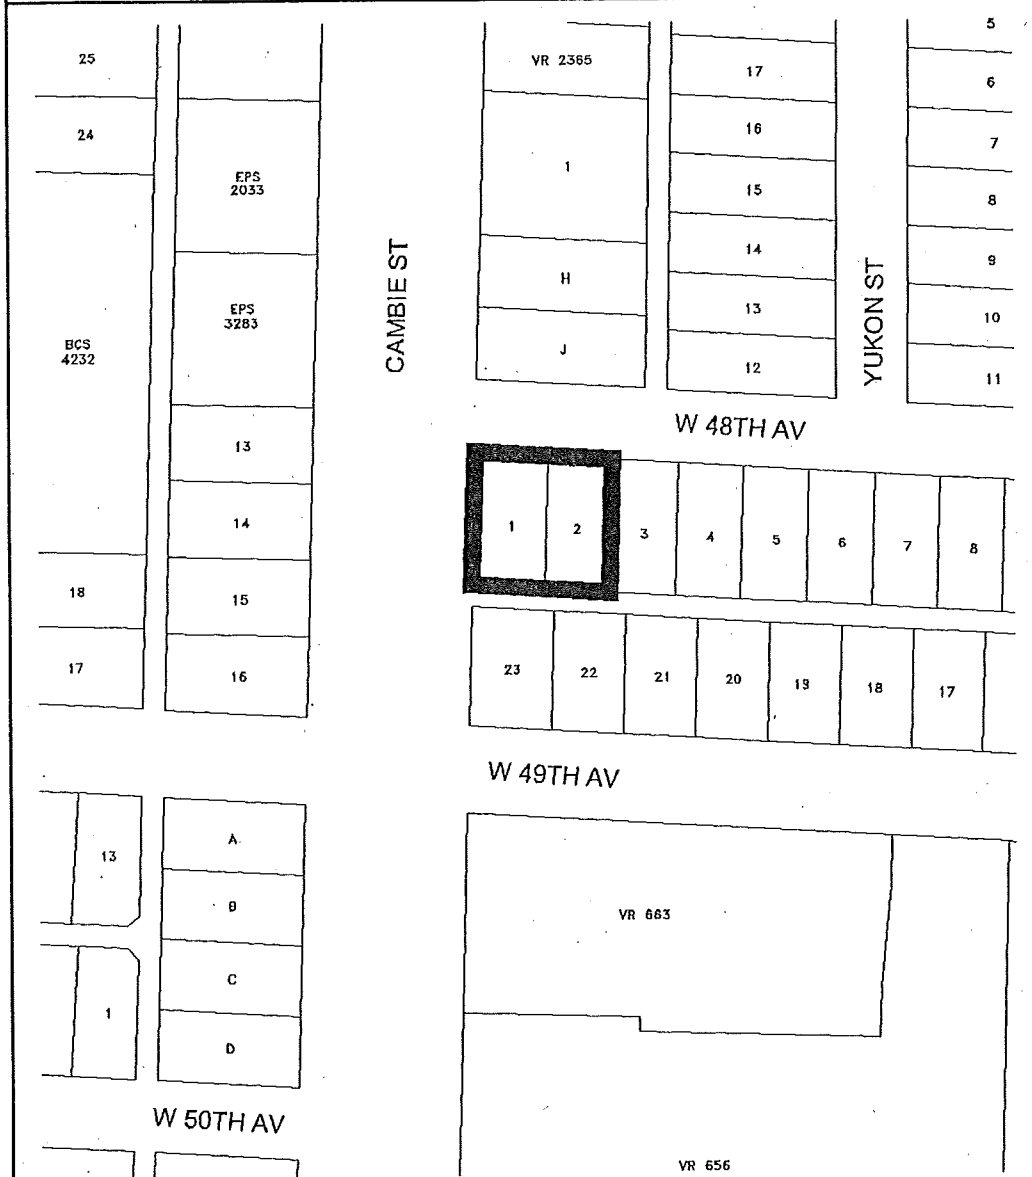 5
25
VR 2365
17
6
24
16
7
EPS
2033
1
15
8
14
9
CAMBIE ST
H
YUKON ST
EPS
3283
13
10
BCS
4232
J
12
11
W 48TH AV
13
14
1
2
3
4
5
6
7
8
18
15
17
16
23
22
21
20
19
18
17
W 49TH AV
A
13
B
VR 663
C
1
D
W 50TH AV
VR 656